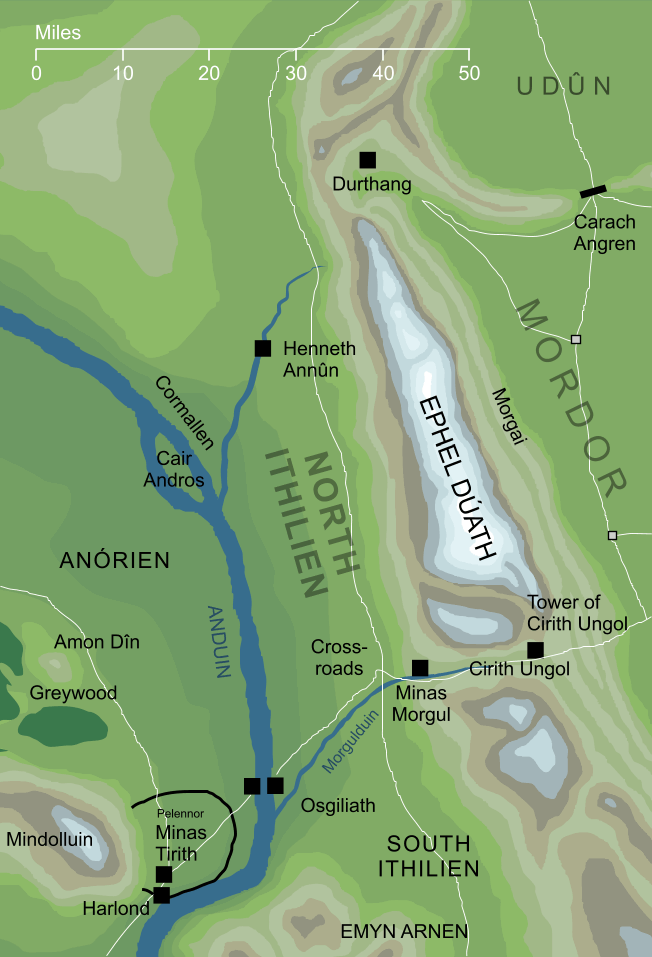 Miles
0 10 20 30 40 50
UDÛN
Durthang
Carach
Angren
Henneth
Annûn
MORDOR
Cormallen
Morgai
Cair
Andros
EPHEL DÚATH
NORTH
ITHILIEN
ANÓRIEN
ANDUIN
Tower of
Cirith Ungol
Amon Dîn
Cross-
roads
Cirith Ungol
Greywood
Minas
Morgul
Morgulduin
Osgiliath
Pelennor
Minas
Tirith
Mindolluin
SOUTH
ITHILIEN
Harlond
EMYN ARNEN